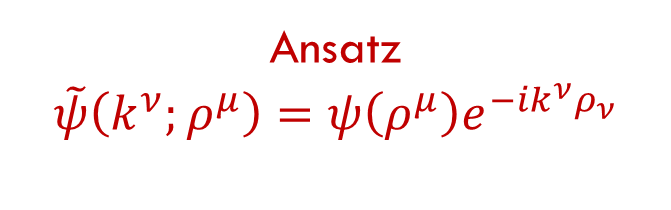 Ansatz
ψ̃(k^ν; ρ^μ) = ψ(ρ^μ)e^{−ik^ν ρ_ν}